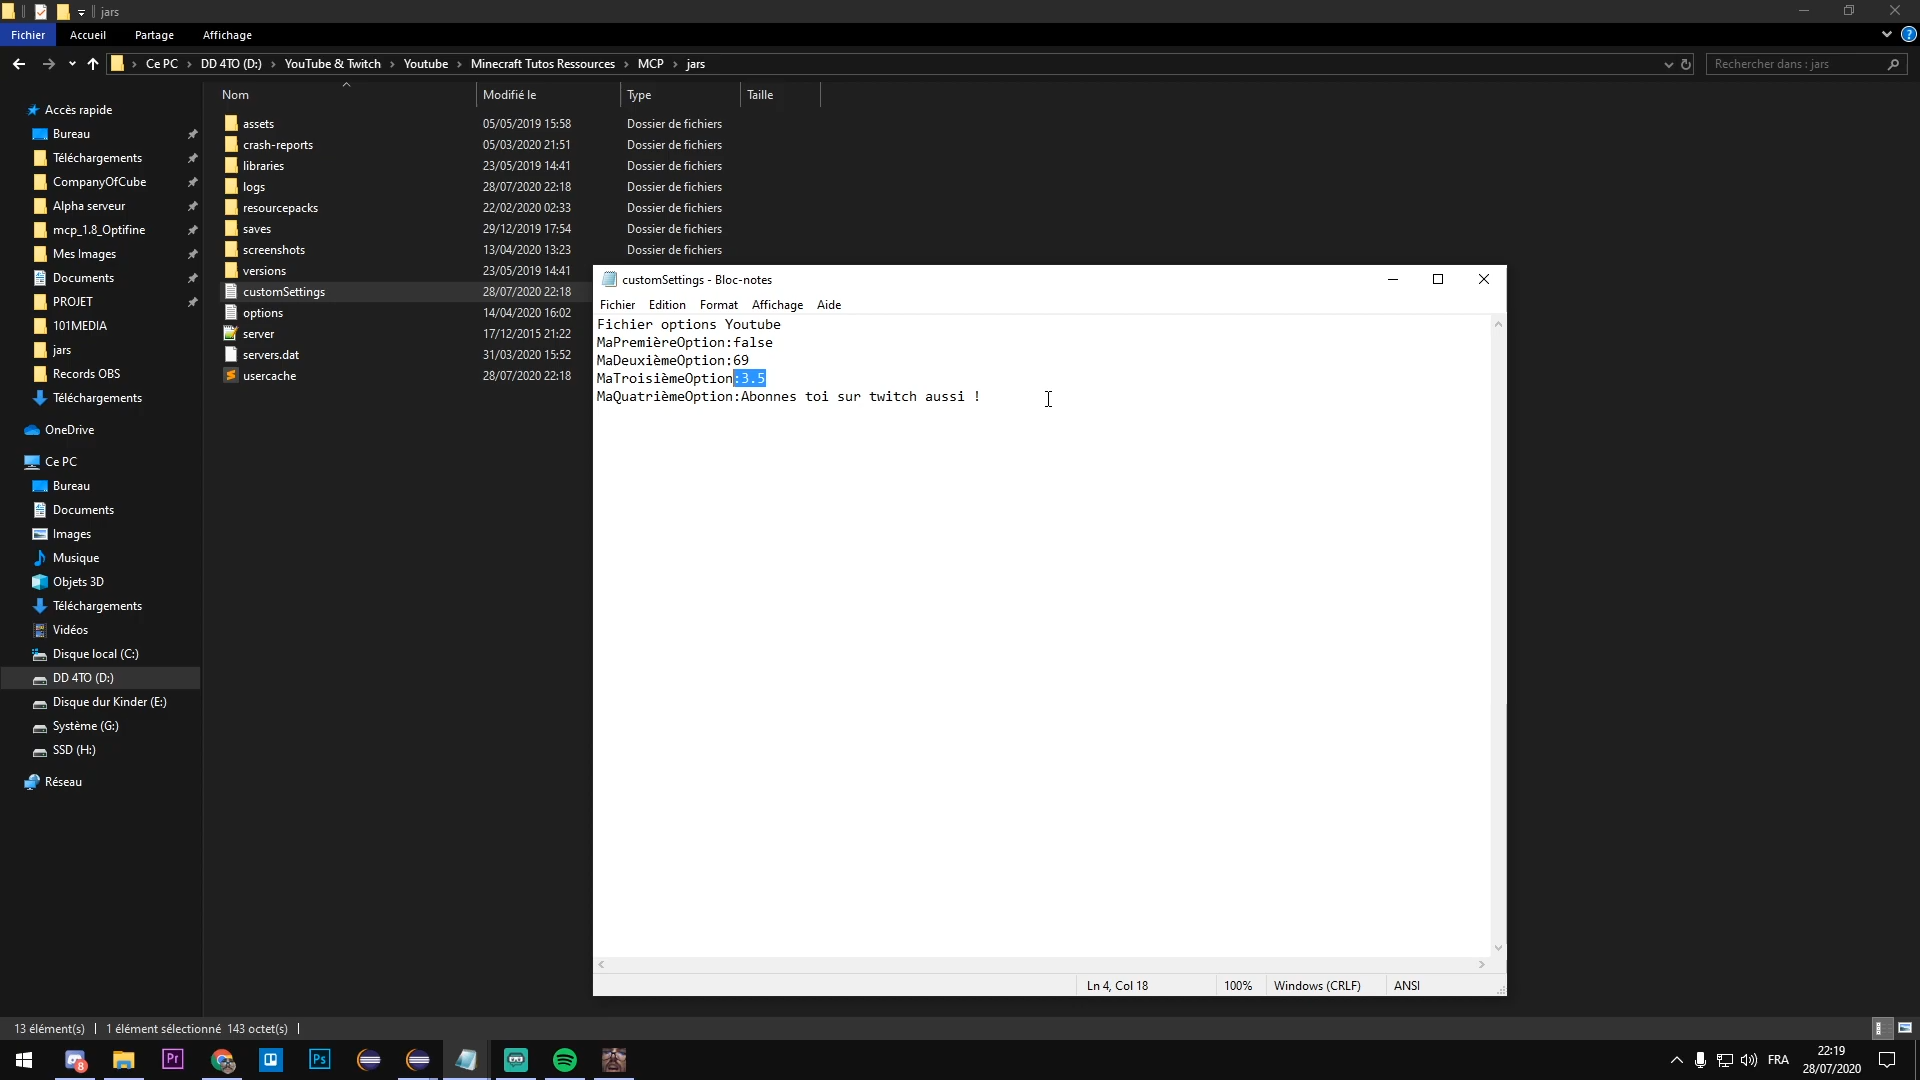 jars
Fichier
Accueil
Partage
Affichage
Ce PC
DD 4TO (D:)
YouTube & Twitch
Youtube
Minecraft Tutos Ressources
MCP
jars
Rechercher dans : jars
Nom
Modifié le
Type
Taille
Accès rapide
Bureau
Téléchargements
CompanyOfCube
Alpha serveur
mcp_1.8_Optifine
Mes Images
Documents
PROJET
101MEDIA
jars
Records OBS
Téléchargements
OneDrive
Ce PC
Bureau
Documents
Images
Musique
Objets 3D
Téléchargements
Vidéos
Disque local (C:)
DD 4TO (D:)
Disque dur Kinder (E:)
Système (G:)
SSD (H:)
Réseau
assets 05/05/2019 15:58 Dossier de fichiers
crash-reports 05/03/2020 21:51 Dossier de fichiers
libraries 23/05/2019 14:41 Dossier de fichiers
logs 28/07/2020 22:18 Dossier de fichiers
resourcepacks 22/02/2020 02:33 Dossier de fichiers
saves 29/12/2019 17:54 Dossier de fichiers
screenshots 13/04/2020 13:23 Dossier de fichiers
versions 23/05/2019 14:41
customSettings 28/07/2020 22:18
options 14/04/2020 16:02
server 17/12/2015 21:22
servers.dat 31/03/2020 15:52
usercache 28/07/2020 22:18
customSettings - Bloc-notes
Fichier Edition Format Affichage Aide
Fichier options Youtube
MaPremièreOption:false
MaDeuxièmeOption:69
MaTroisièmeOption:3.5
MaQuatrièmeOption:Abonnes toi sur twitch aussi !
Ln 4, Col 18
100%
Windows (CRLF)
ANSI
13 élément(s)
1 élément sélectionné 143 octet(s)
8
Pr
Ps
FRA
22:19
28/07/2020